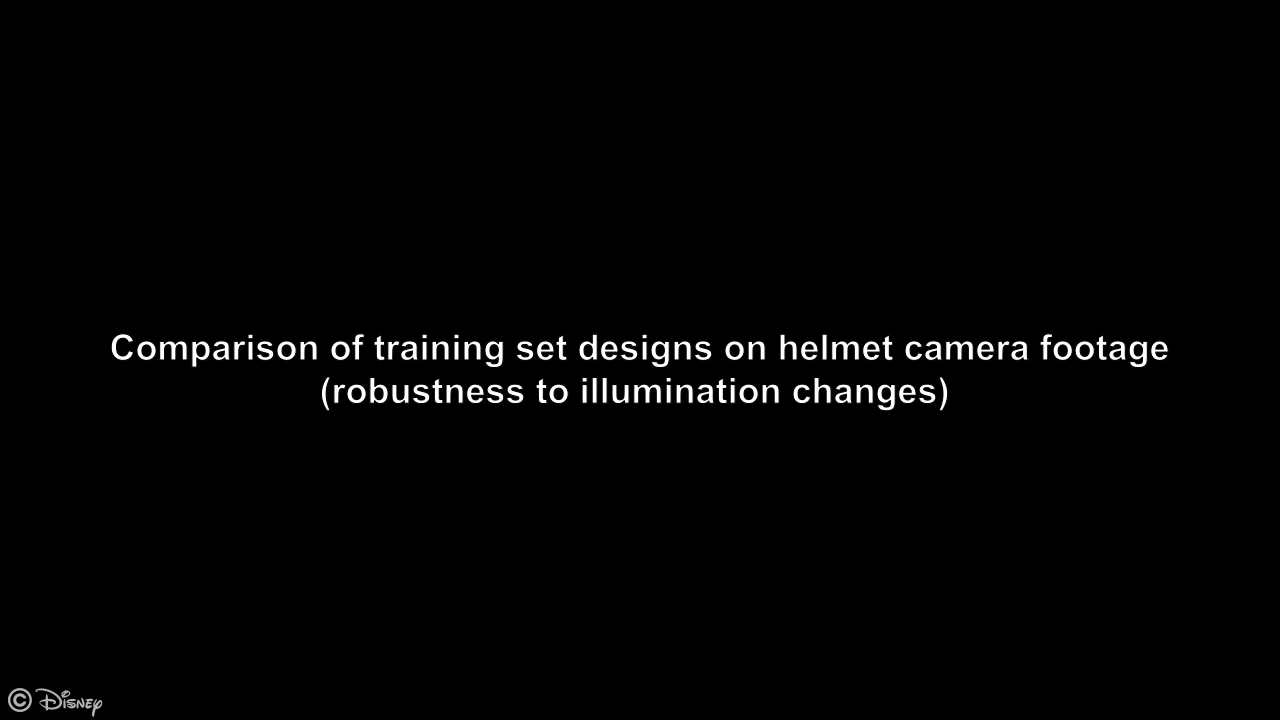 Comparison of training set designs on helmet camera footage
(robustness to illumination changes)
© Disney